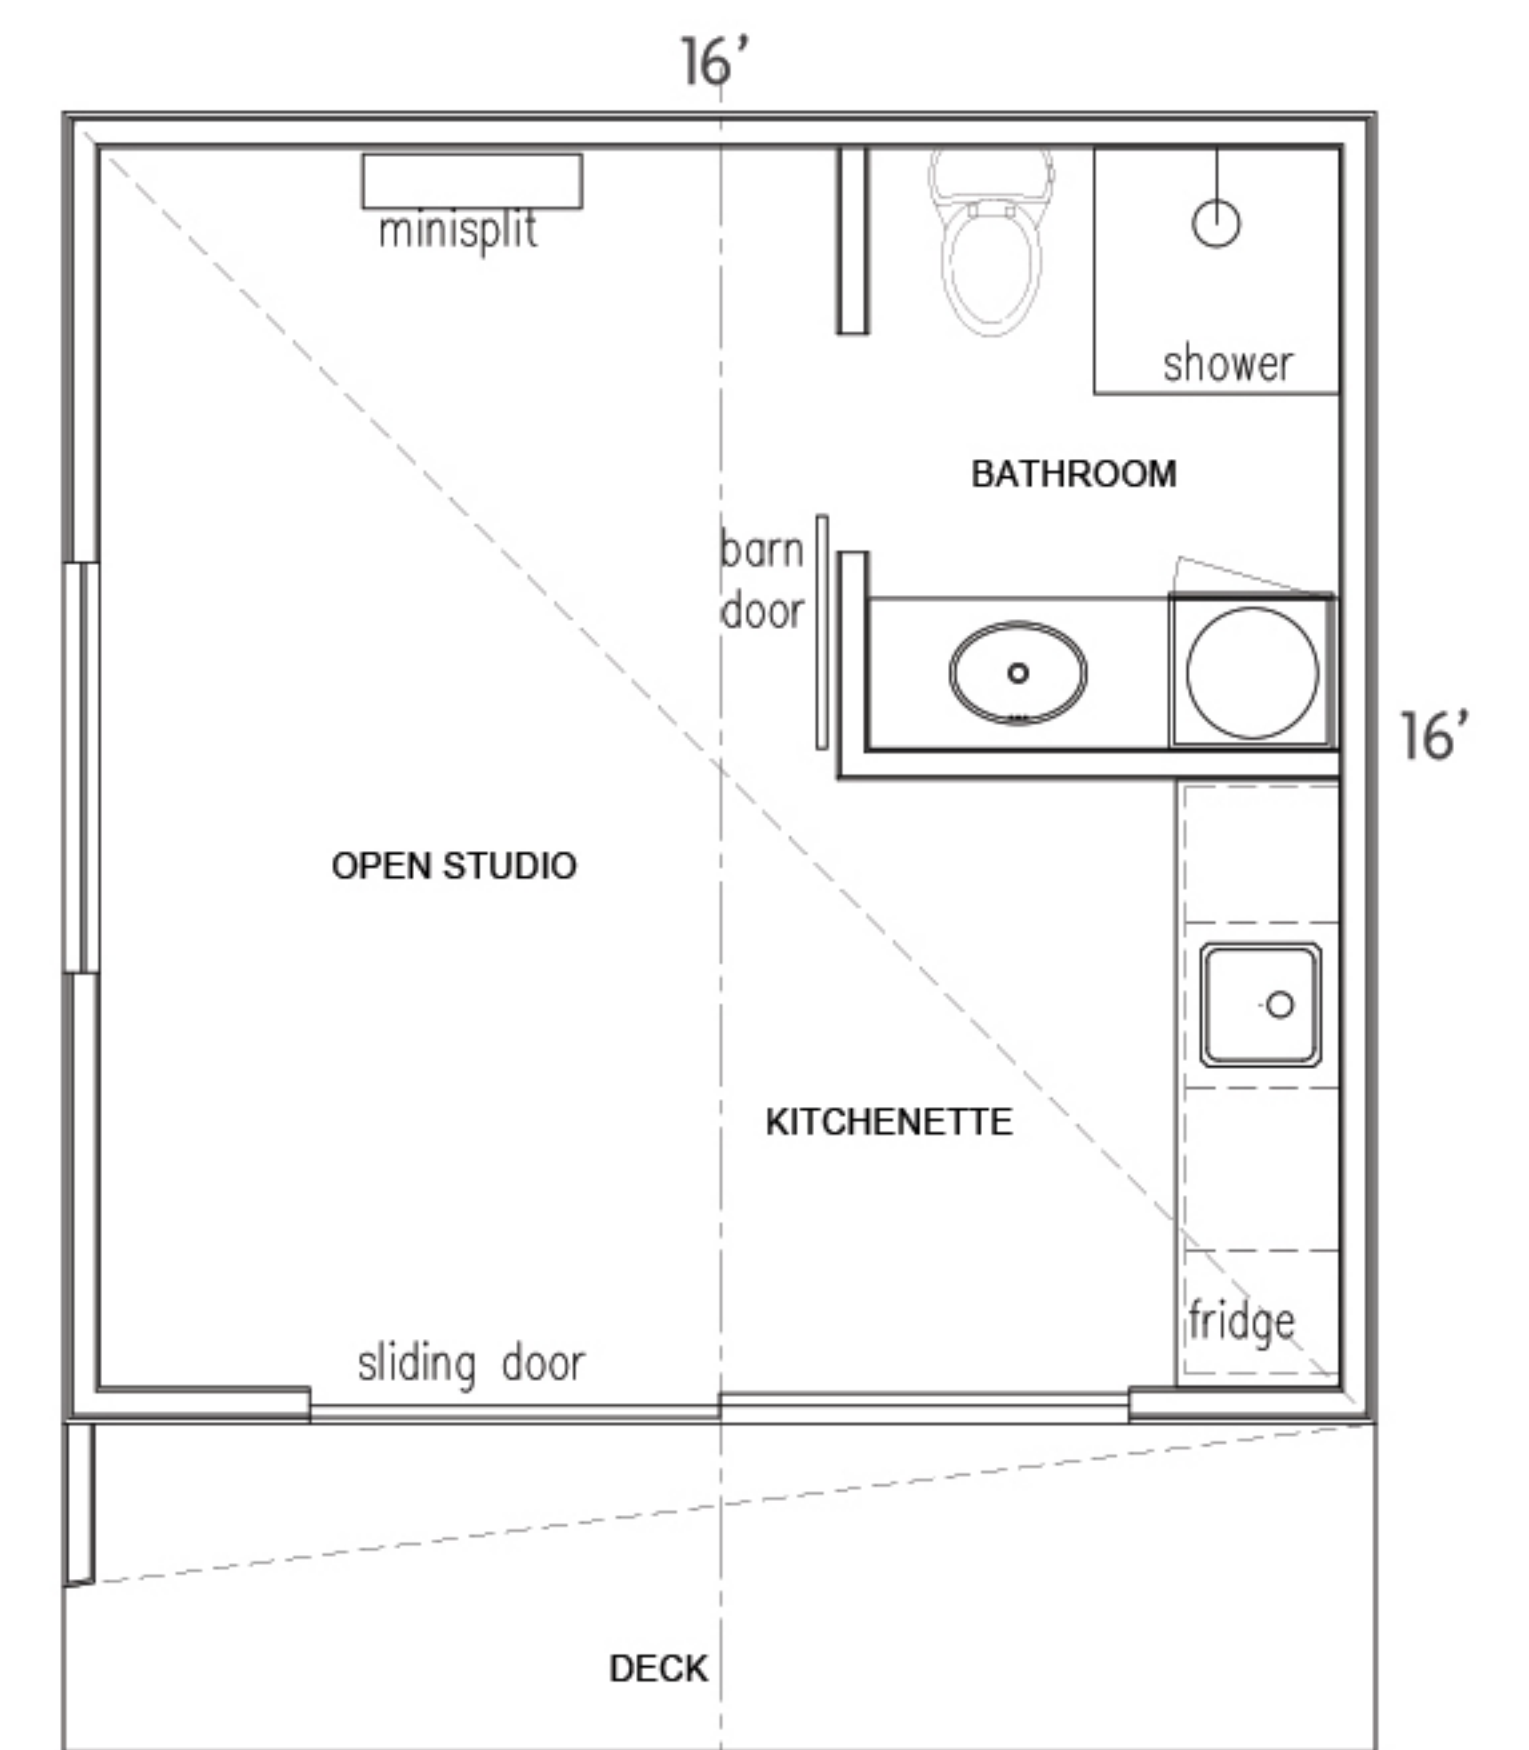 16’
minisplit
shower
BATHROOM
barn
door
16’
OPEN STUDIO
KITCHENETTE
fridge
sliding door
DECK